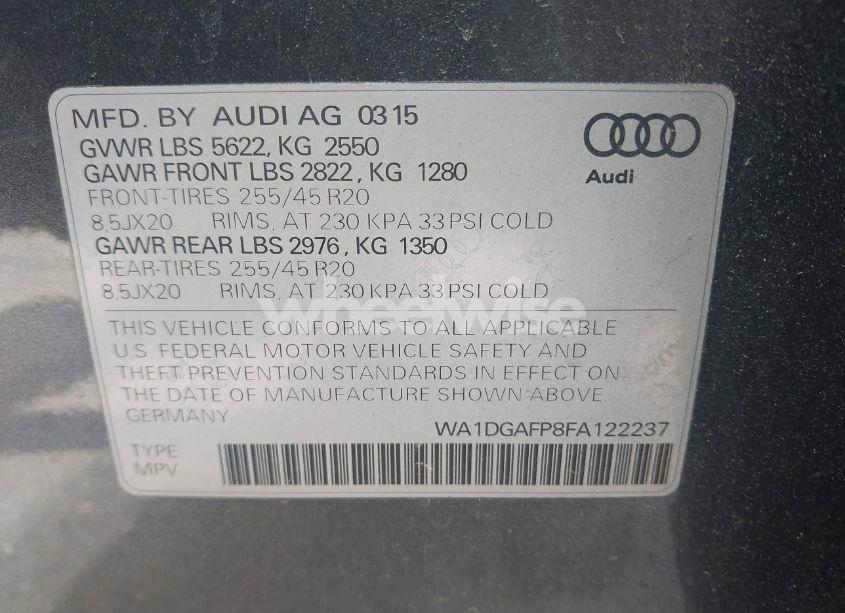 MFD. BY AUDI AG 03 15
GVWR LBS 5622, KG 2550
GAWR FRONT LBS 2822, KG 1280
FRONT-TIRES 255/45 R20
8,5JX20 RIMS, AT 230 KPA 33 PSI COLD
GAWR REAR LBS 2976, KG 1350
REAR-TIRES 255/45 R20
8,5JX20 RIMS, AT 230 KPA 33 PSI COLD
Audi
wheelwise
THIS VEHICLE CONFORMS TO ALL APPLICABLE
U.S. FEDERAL MOTOR VEHICLE SAFETY AND
THEFT PREVENTION STANDARDS IN EFFECT ON
THE DATE OF MANUFACTURE SHOWN ABOVE.
GERMANY
WA1DGAFP8FA122237
TYPE
MPV